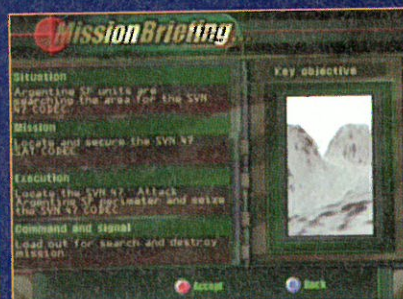 Mission Briefing
Situation
Argentine SF units are
searching the area for the SVN
47 CODEC
Mission
Locate and secure the SVN 47
SAT CODEC
Execution
Locate the SVN 47. Attack
Argentine SF perimeter and seize
the SVN 47 CODEC
Command and signal
Load out for search and destroy
mission
Key objective
Accept
Back